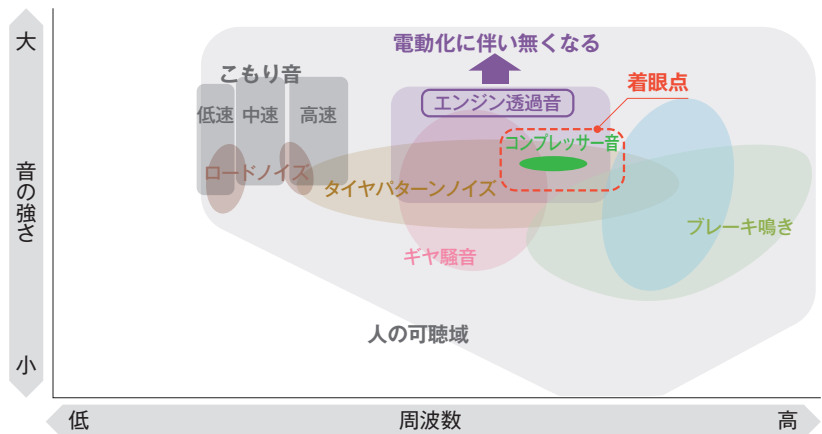 大
音の強さ
小
電動化に伴い無くなる
エンジン透過音
着眼点
こもり音
低速
中速
高速
コンプレッサー音
ロードノイズ
タイヤパターンノイズ
ギヤ騒音
ブレーキ鳴き
人の可聴域
低
周波数
高